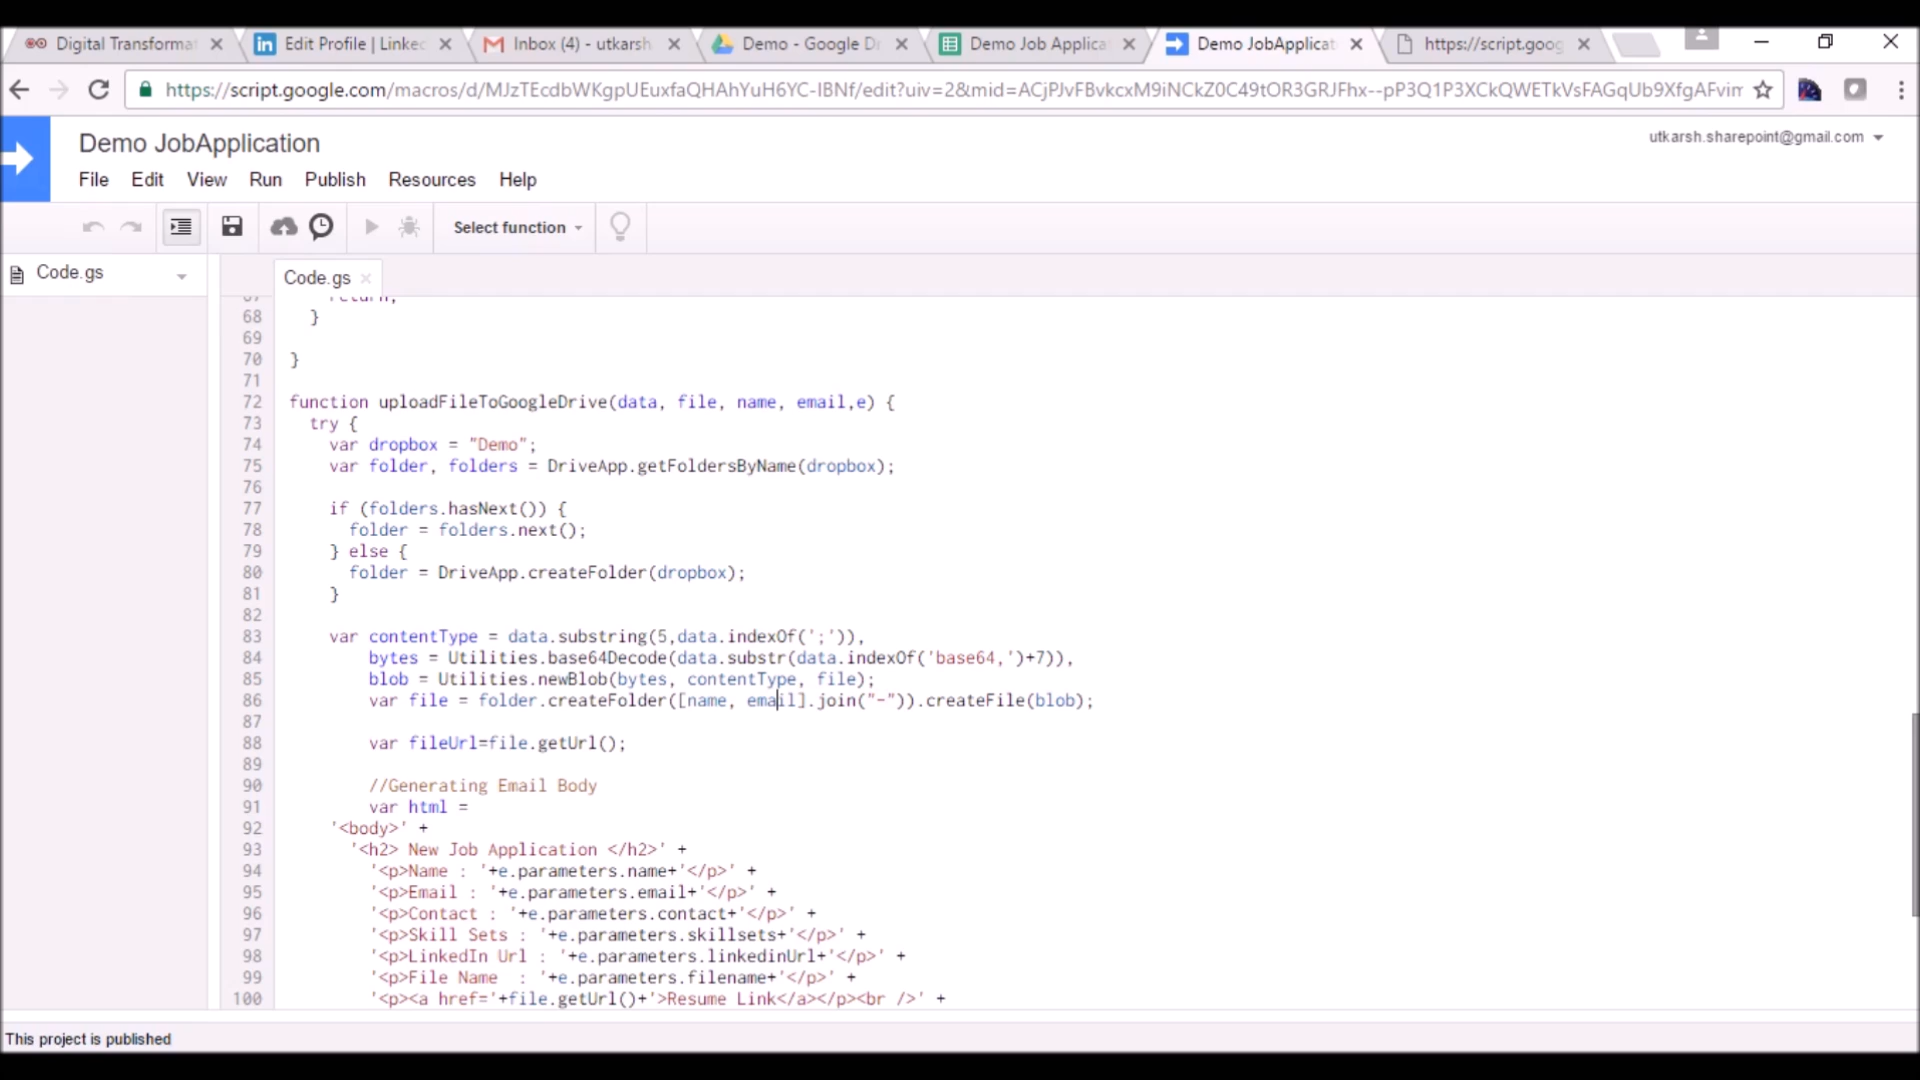 Digital Transforma
Edit Profile | Linke
Inbox (4) - utkarsh
Demo - Google D
Demo Job Applica
Demo JobApplicat
https://script.goog
https://script.google.com/macros/d/MJzTEcdbWKgpUEuxfaQHAhYuH6YC-IBNf/edit?uiv=2&mid=ACjPJvFBvkcxM9iNCkZ0C49tOR3GRJFhx--pP3Q1P3XCkQWETkVsFAGqUb9XfgAFvim
Demo JobApplication
utkarsh.sharepoint@gmail.com
File Edit View Run Publish Resources Help
Select function
Code.gs
Code.gs
67 return;
68 }
69
70 }
71
72 function uploadFileToGoogleDrive(data, file, name, email,e) {
73 try {
74 var dropbox = "Demo";
75 var folder, folders = DriveApp.getFoldersByName(dropbox);
76
77 if (folders.hasNext()) {
78 folder = folders.next();
79 } else {
80 folder = DriveApp.createFolder(dropbox);
81 }
82
83 var contentType = data.substring(5,data.indexOf(';')),
84 bytes = Utilities.base64Decode(data.substr(data.indexOf('base64,')+7)),
85 blob = Utilities.newBlob(bytes, contentType, file);
86 var file = folder.createFolder([name, email].join("-")).createFile(blob);
87
88 var fileUrl=file.getUrl();
89
90 //Generating Email Body
91 var html =
92 '<body>' +
93 '<h2> New Job Application </h2>' +
94 '<p>Name : '+e.parameters.name+'</p>' +
95 '<p>Email : '+e.parameters.email+'</p>' +
96 '<p>Contact : '+e.parameters.contact+'</p>' +
97 '<p>Skill Sets : '+e.parameters.skillsets+'</p>' +
98 '<p>LinkedIn Url : '+e.parameters.linkedinUrl+'</p>' +
99 '<p>File Name  : '+e.parameters.filename+'</p>' +
100 '<p><a href='+file.getUrl()+'>Resume Link</a></p><br />' +
This project is published